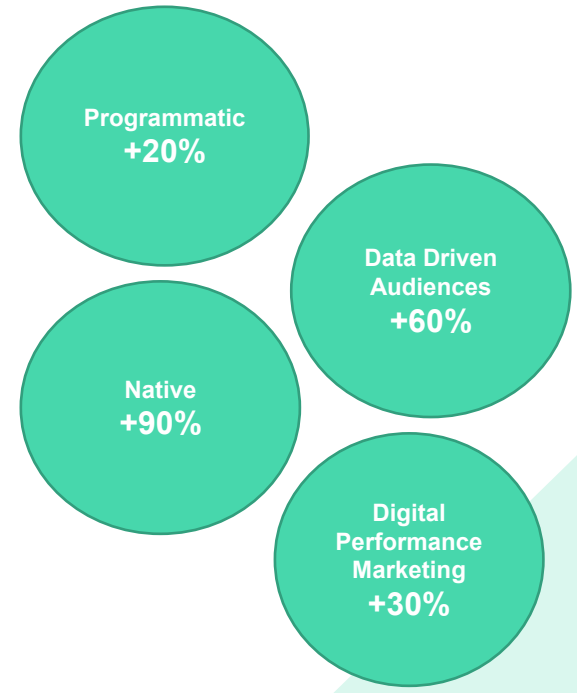 Programmatic
+20%
Data Driven
Audiences
+60%
Native
+90%
Digital
Performance
Marketing
+30%